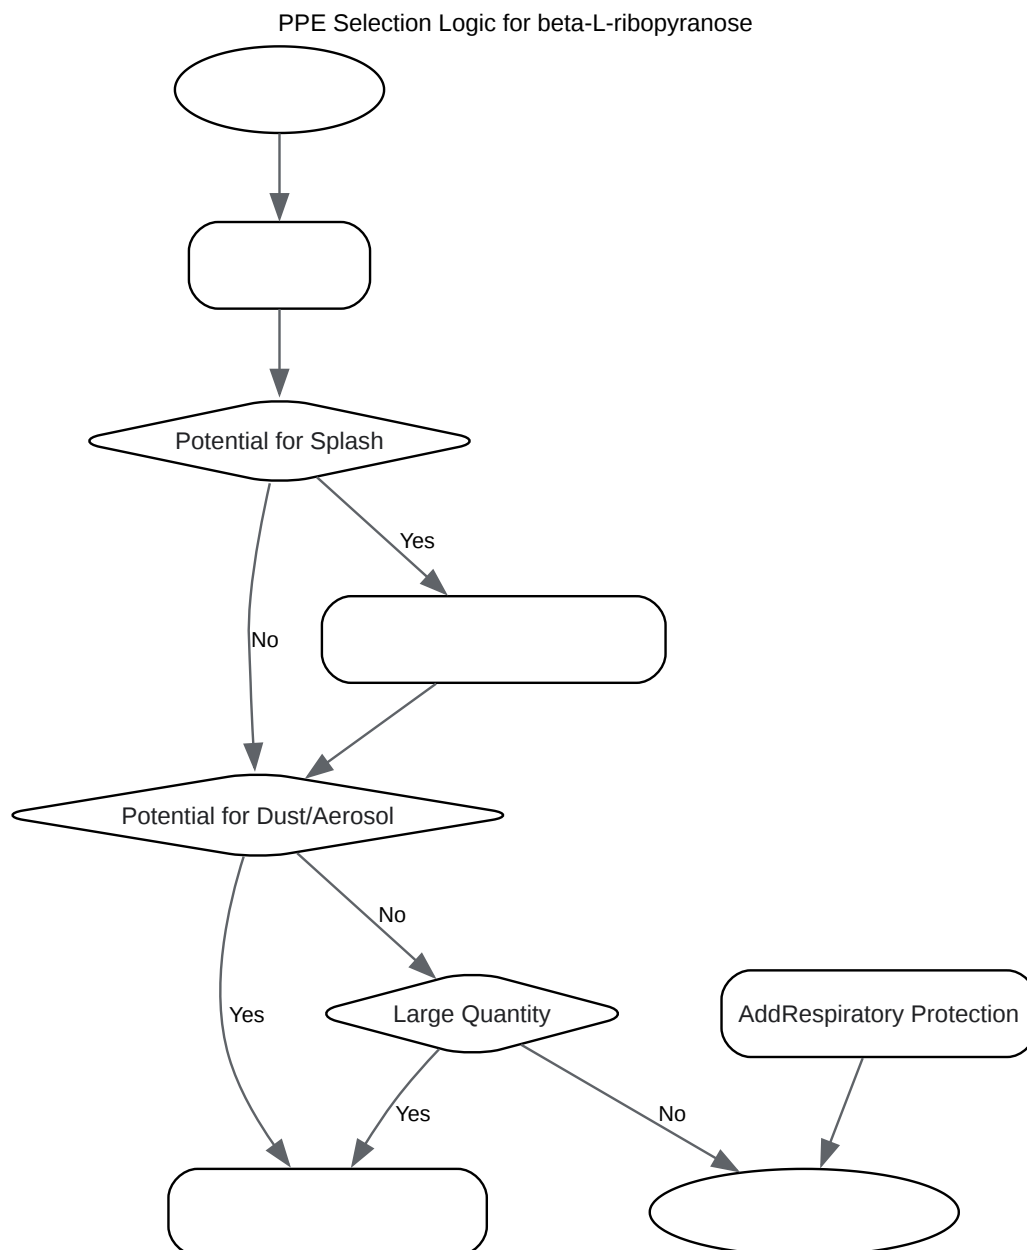 PPE Selection Logic for beta-L-ribopyranose
Potential for Splash
Yes
No
Potential for Dust/Aerosol
No
Yes
Large Quantity
AddRespiratory Protection
Yes
No